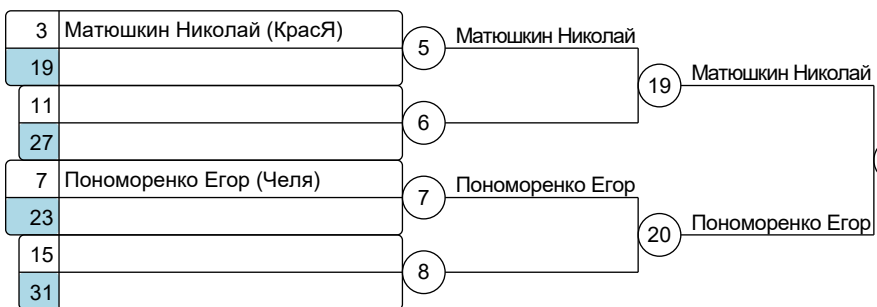 3 Матюшкин Николай (КрасЯ)
19
5 Матюшкин Николай
11
27
6
19 Матюшкин Николай
7 Пономоренко Егор (Челя)
23
7 Пономоренко Егор
15
31
8
20 Пономоренко Егор